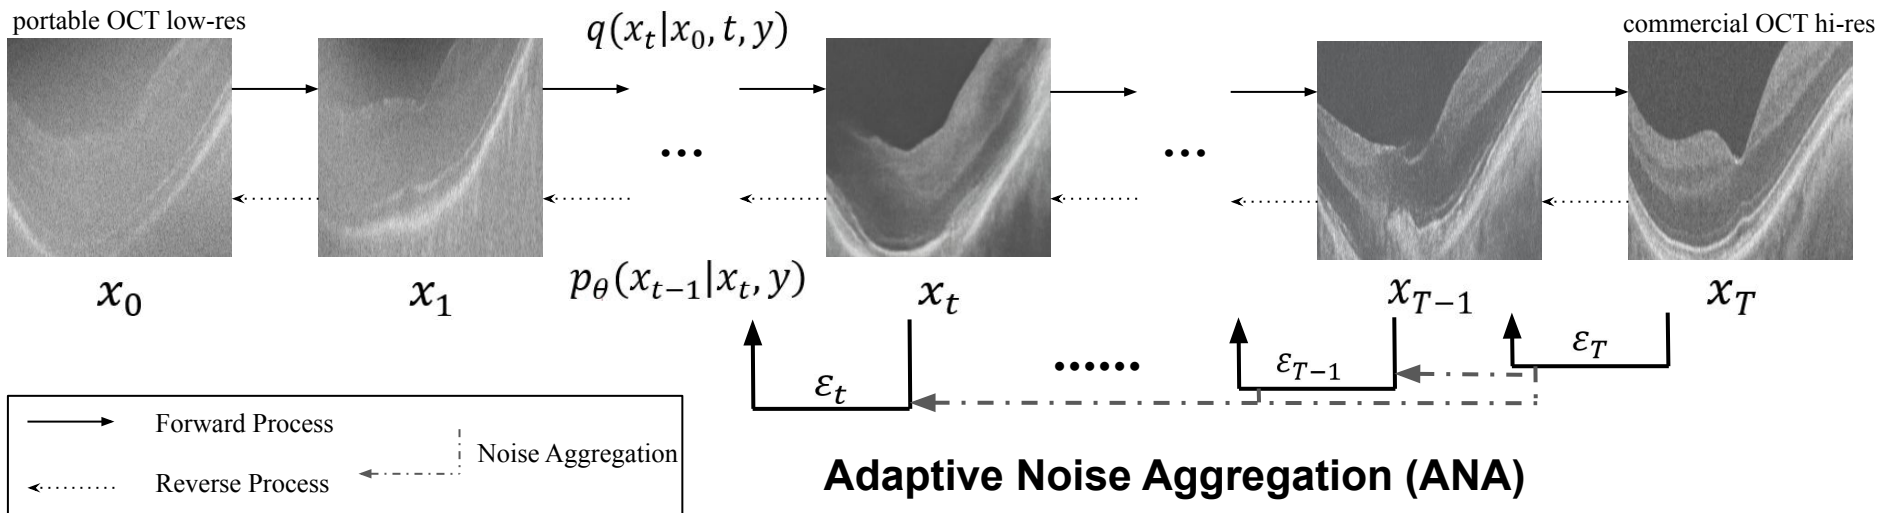 portable OCT low-res
q(x_t|x_0, t, y)
commercial OCT hi-res
...
...
p_θ(x_{t−1}|x_t, y)
x_0
x_1
x_t
x_{T−1}
x_T
ε_t
......
ε_{T−1}
ε_T
Forward Process
Noise Aggregation
Reverse Process
Adaptive Noise Aggregation (ANA)